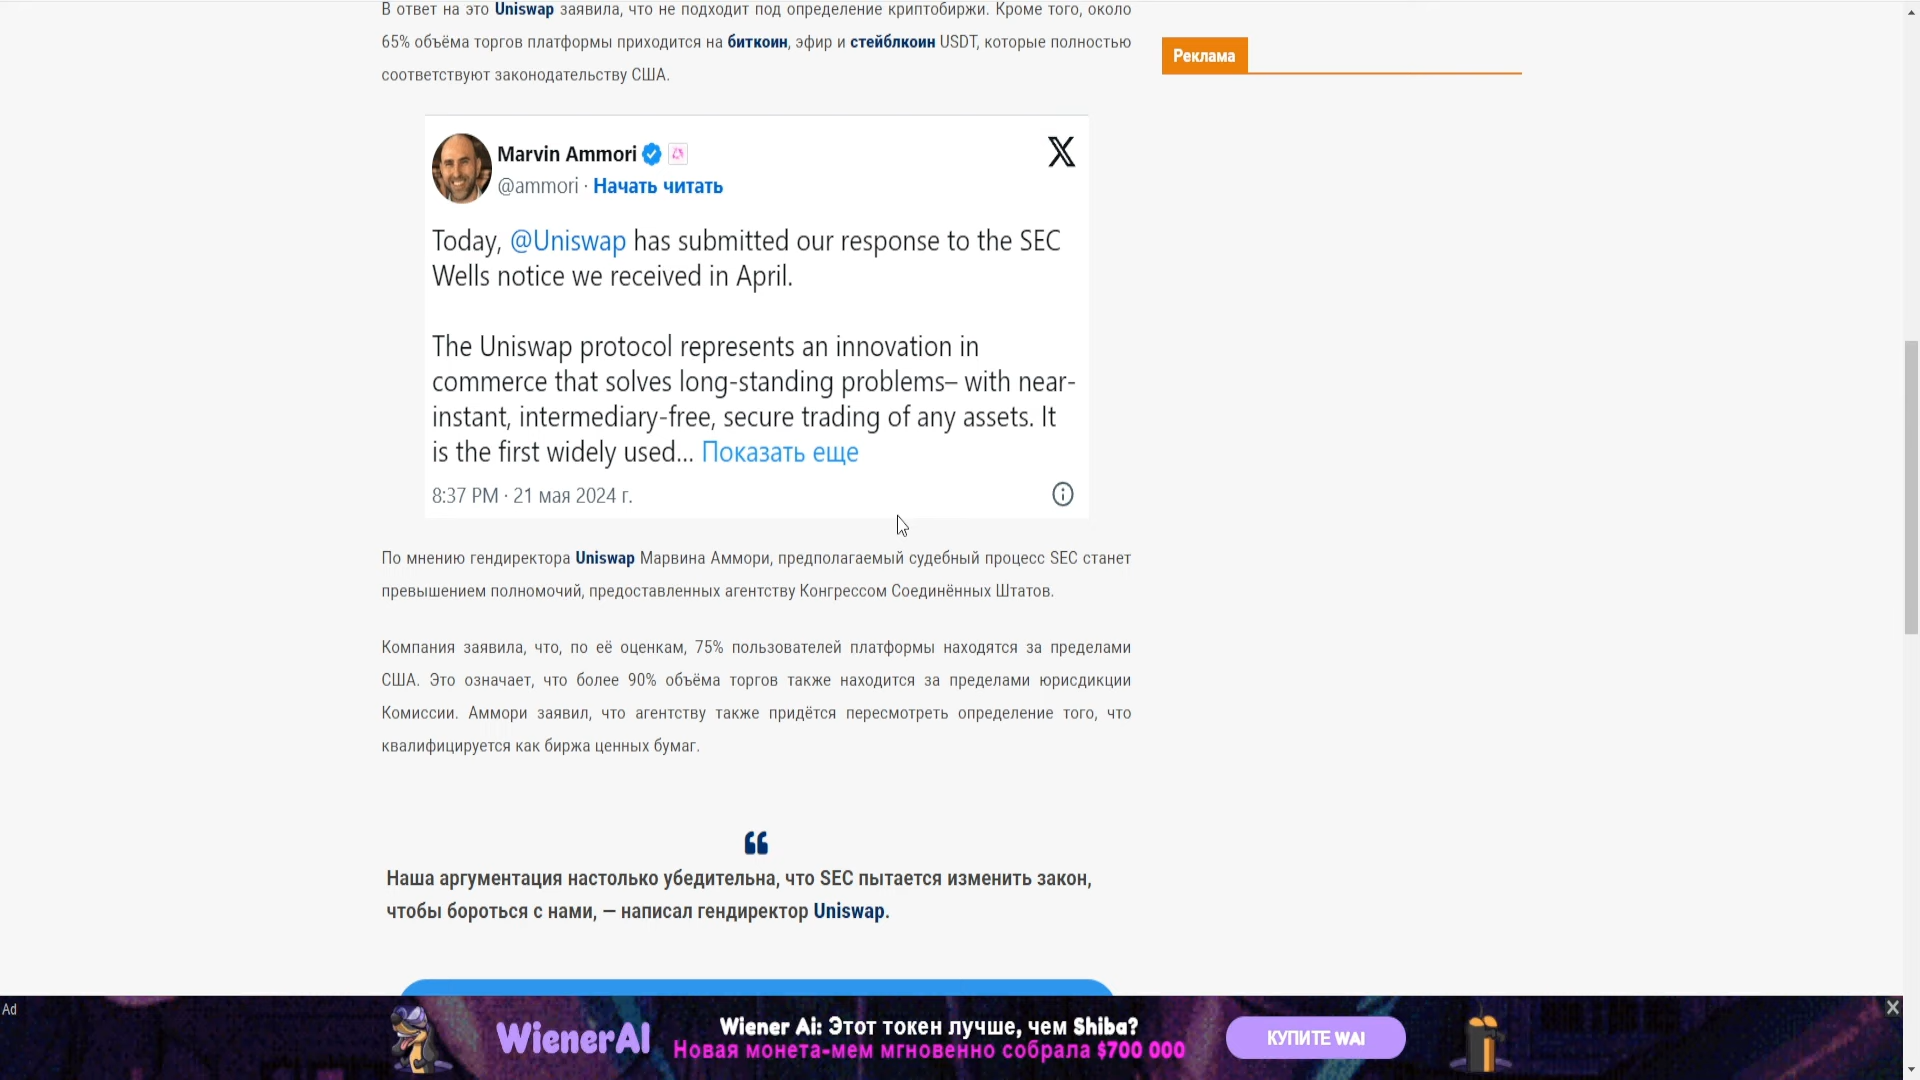 В ответ на это Uniswap заявила, что не подходит под определение криптобиржи. Кроме того, около
65% объёма торгов платформы приходится на биткоин, эфир и стейблкоин USDT, которые полностью
соответствуют законодательству США.
Реклама
Marvin Ammori
@ammori · Начать читать
Today, @Uniswap has submitted our response to the SEC
Wells notice we received in April.
The Uniswap protocol represents an innovation in
commerce that solves long-standing problems– with near-
instant, intermediary-free, secure trading of any assets. It
is the first widely used... Показать еще
8:37 PM · 21 мая 2024 г.
По мнению гендиректора Uniswap Марвина Аммори, предполагаемый судебный процесс SEC станет
превышением полномочий, предоставленных агентству Конгрессом Соединённых Штатов.
Компания заявила, что, по её оценкам, 75% пользователей платформы находятся за пределами
США. Это означает, что более 90% объёма торгов также находится за пределами юрисдикции
Комиссии. Аммори заявил, что агентству также придётся пересмотреть определение того, что
квалифицируется как биржа ценных бумаг.
Наша аргументация настолько убедительна, что SEC пытается изменить закон,
чтобы бороться с нами, — написал гендиректор Uniswap.
Ad
WienerAI
Wiener Ai: Этот токен лучше, чем Shiba?
Новая монета-мем мгновенно собрала $700 000
КУПИТЕ WAI